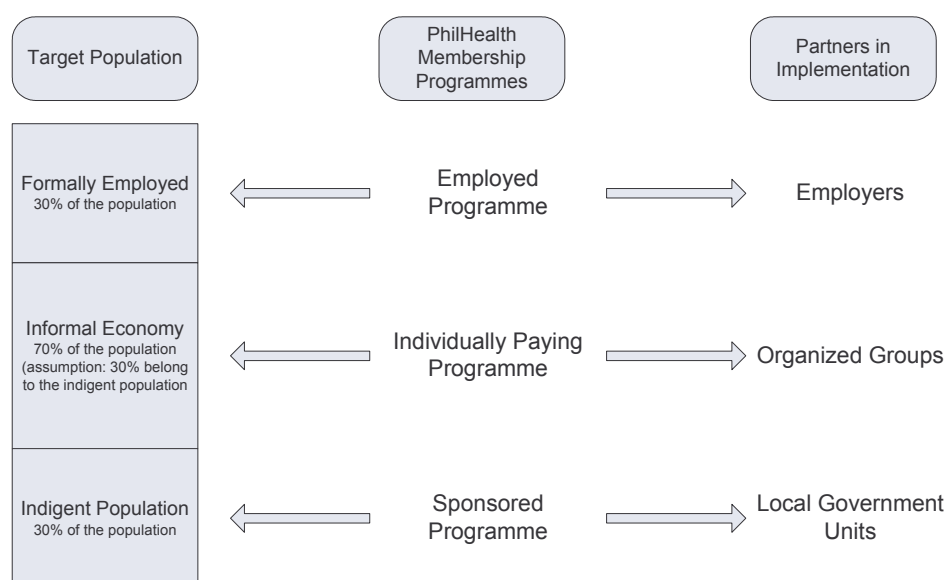 Target Population
PhilHealth
Membership
Programmes
Partners in
Implementation
Formally Employed
30% of the population
Employed
Programme
Employers
Informal Economy
70% of the population
(assumption: 30% belong
to the indigent population
Individually Paying
Programme
Organized Groups
Indigent Population
30% of the population
Sponsored
Programme
Local Government
Units